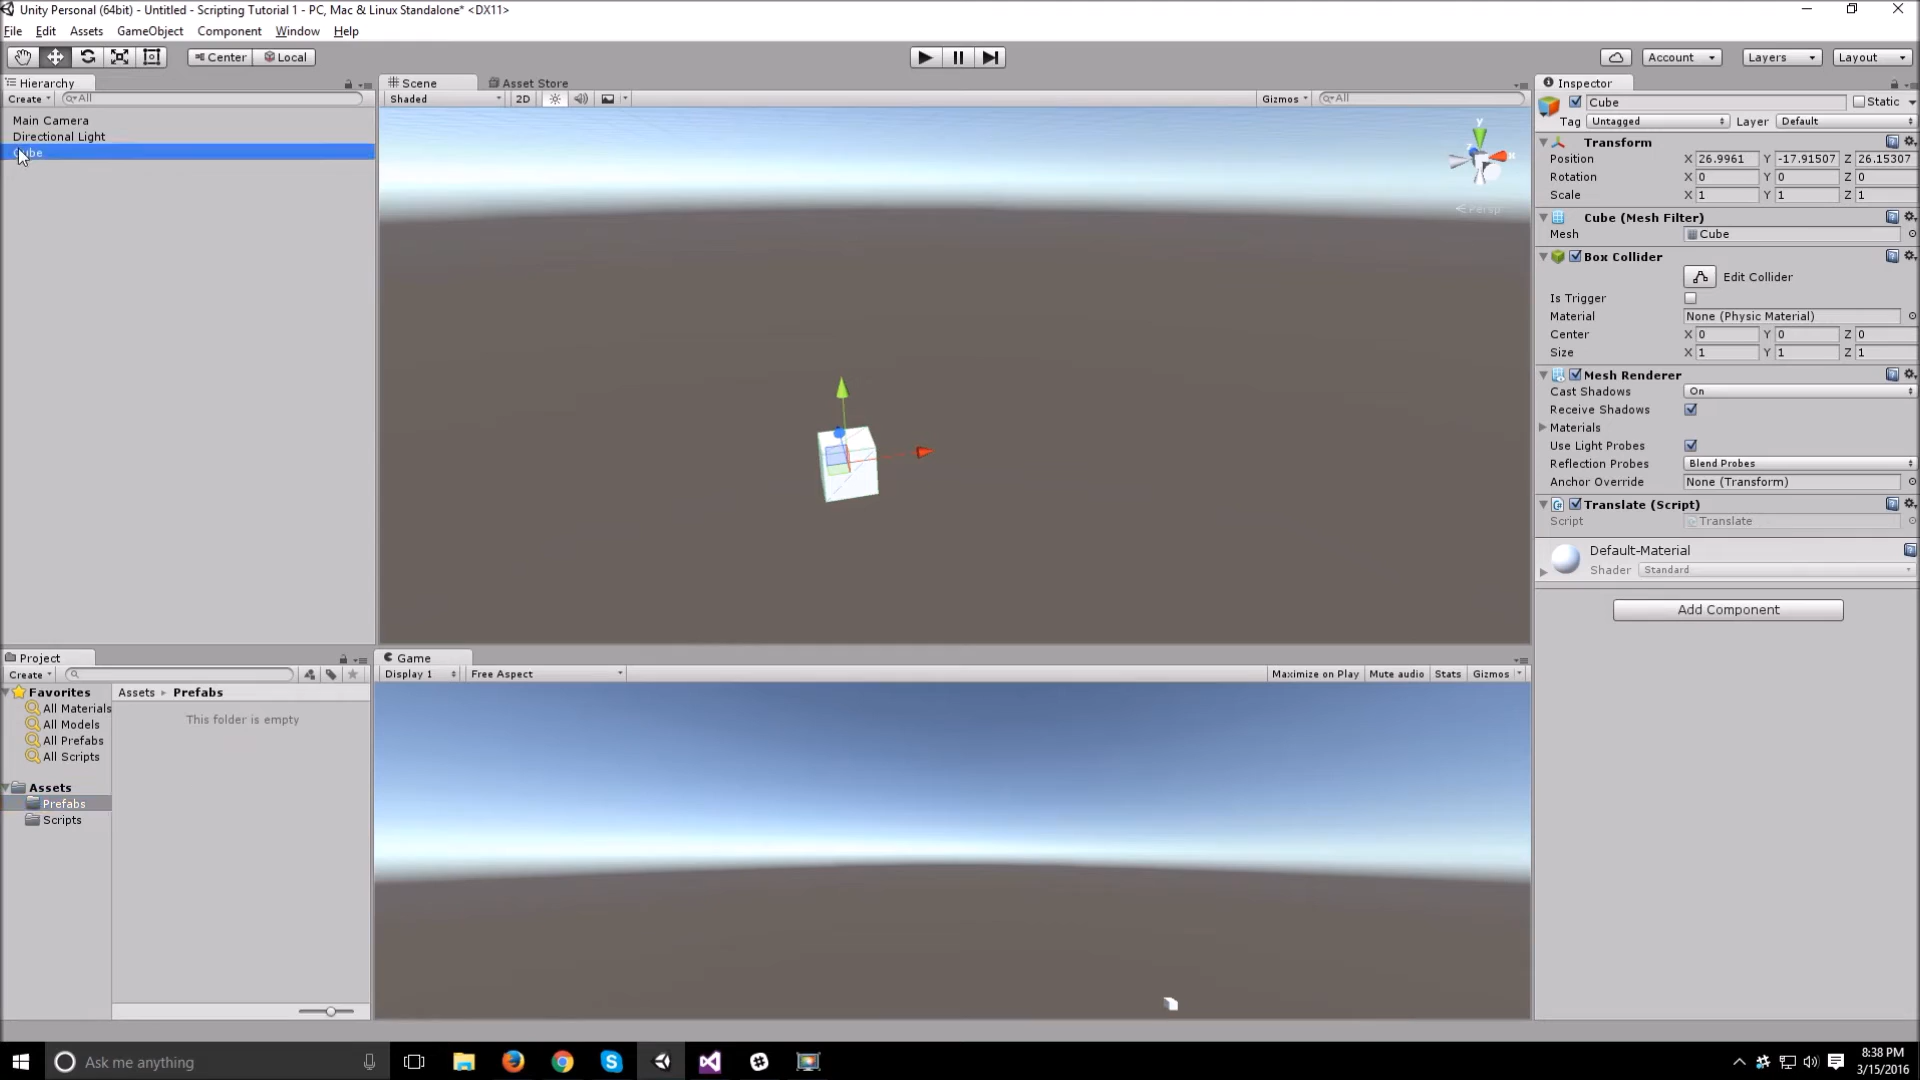 Unity Personal (64bit) - Untitled - Scripting Tutorial 1 - PC, Mac & Linux Standalone* <DX11>
File Edit Assets GameObject Component Window Help
Center Local Account Layers Layout
Hierarchy
Create All
Main Camera
Directional Light
Cube
Scene Asset Store
Shaded 2D Gizmos All
y
x
Persp
Inspector
Cube Static
Tag Untagged Layer Default
Transform
Position X 26.9961 Y -17.91507 Z 26.15307
Rotation X 0 Y 0 Z 0
Scale X 1 Y 1 Z 1
Cube (Mesh Filter)
Mesh Cube
Box Collider
Edit Collider
Is Trigger
Material None (Physic Material)
Center X 0 Y 0 Z 0
Size X 1 Y 1 Z 1
Mesh Renderer
Cast Shadows On
Receive Shadows
Materials
Use Light Probes
Reflection Probes Blend Probes
Anchor Override None (Transform)
Translate (Script)
Script Translate
Default-Material
Shader Standard
Add Component
Project
Create
Favorites
All Materials
All Models
All Prefabs
All Scripts
Assets
Prefabs
Scripts
Assets Prefabs
This folder is empty
Game
Display 1 Free Aspect Maximize on Play Mute audio Stats Gizmos
Ask me anything
8:38 PM
3/15/2016